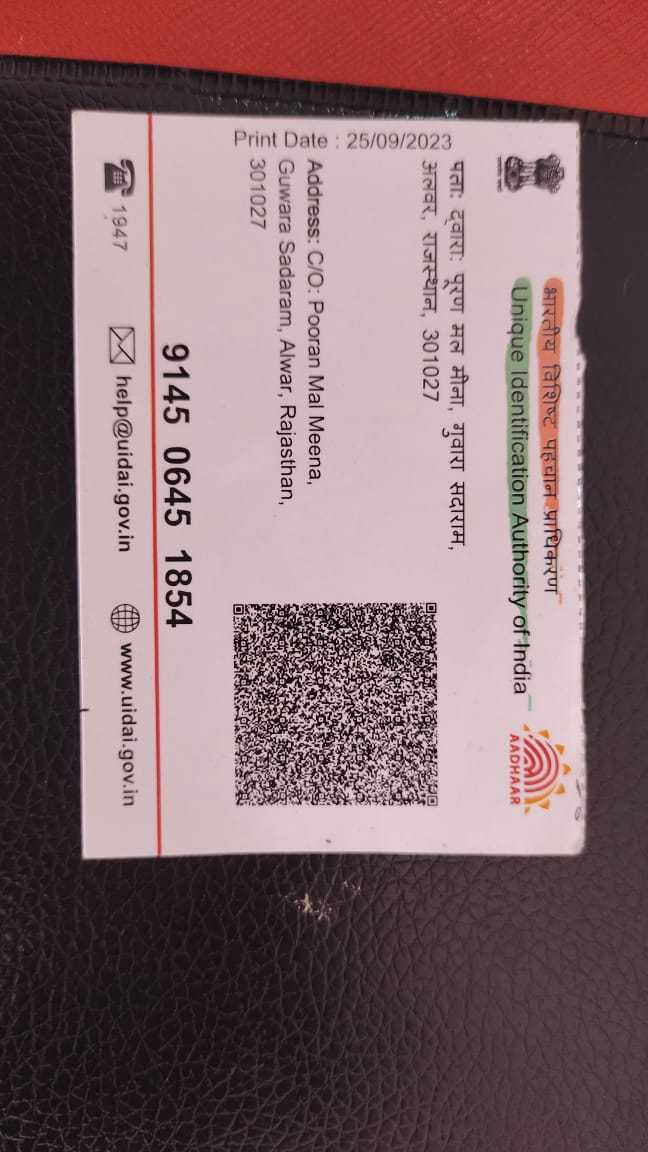 भारतीय विशिष्ट पहचान प्राधिकरण
Unique Identification Authority of India
AADHAAR
पता: द्वारा: पूरण मल मीना, गुवारा सदाराम,
अलवर, राजस्थान, 301027
Print Date : 25/09/2023
Address: C/O: Pooran Mal Meena,
Guwara Sadaram, Alwar, Rajasthan,
301027
9145 0645 1854
1947 help@uidai.gov.in www.uidai.gov.in